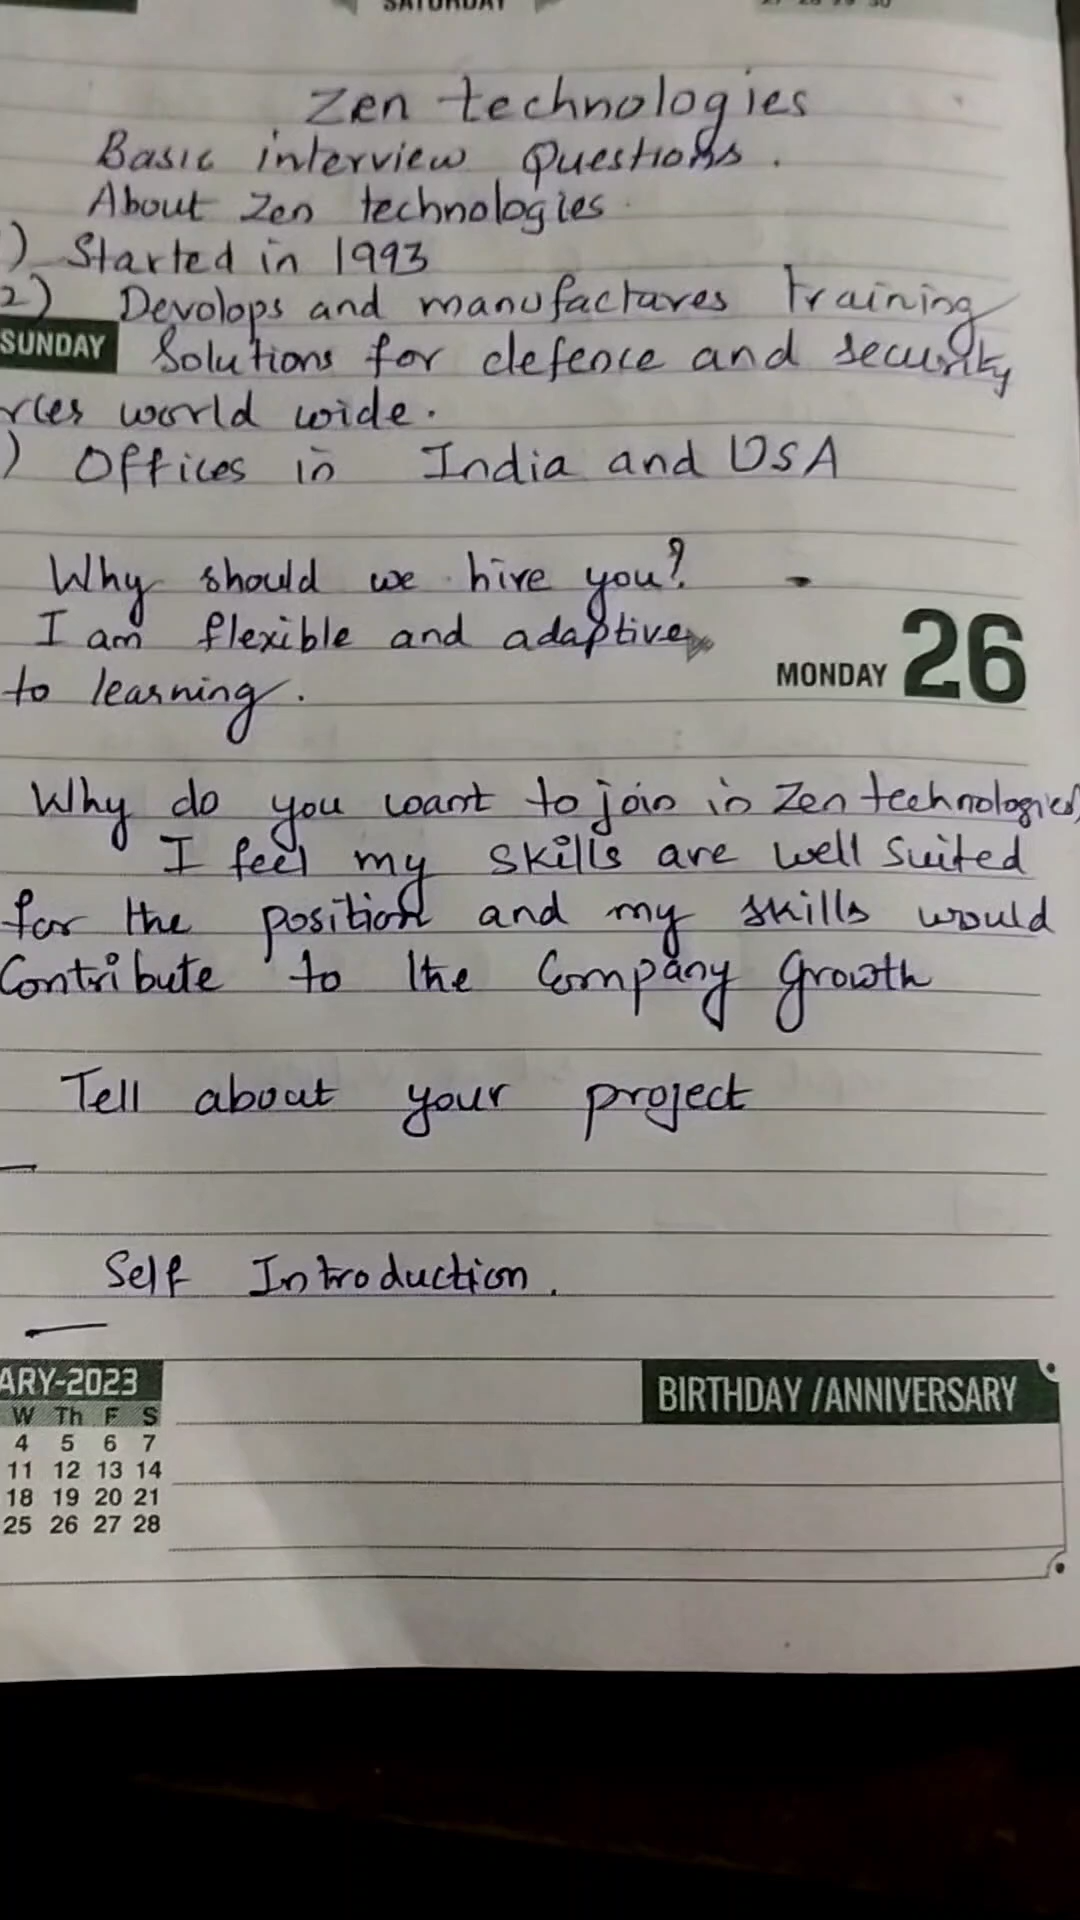 SATURDAY
27 28 29 30
Zen technologies
Basic interview Questions.
About Zen technologies
) Started in 1993
2) Devolops and manufactures training
SUNDAY Solutions for defence and security
rces world wide.
) Offices in India and USA
Why should we hire you?
I am flexible and adaptive
to learning.
MONDAY 26
Why do you want to join in Zen technologies
I feel my skills are well suited
for the position and my skills would
Contribute to the Company Growth
Tell about your project
Self Introduction.
ARY-2023
W Th F S
4 5 6 7
11 12 13 14
18 19 20 21
25 26 27 28
BIRTHDAY /ANNIVERSARY